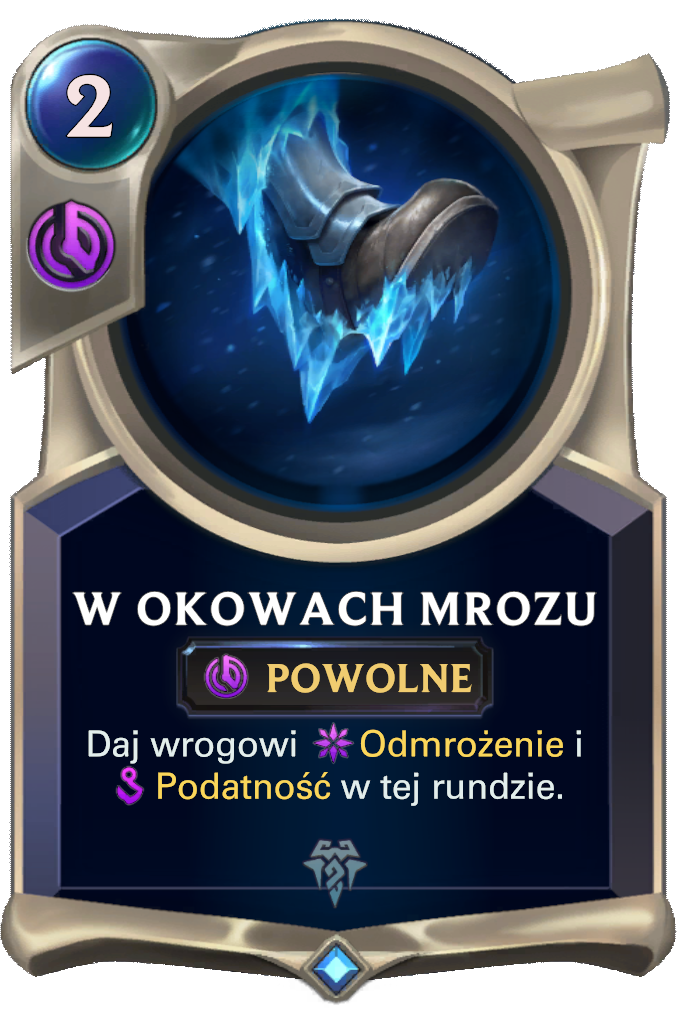 2
W OKOWACH MROZU
POWOLNE
Daj wrogowi Odmrożenie i
Podatność w tej rundzie.